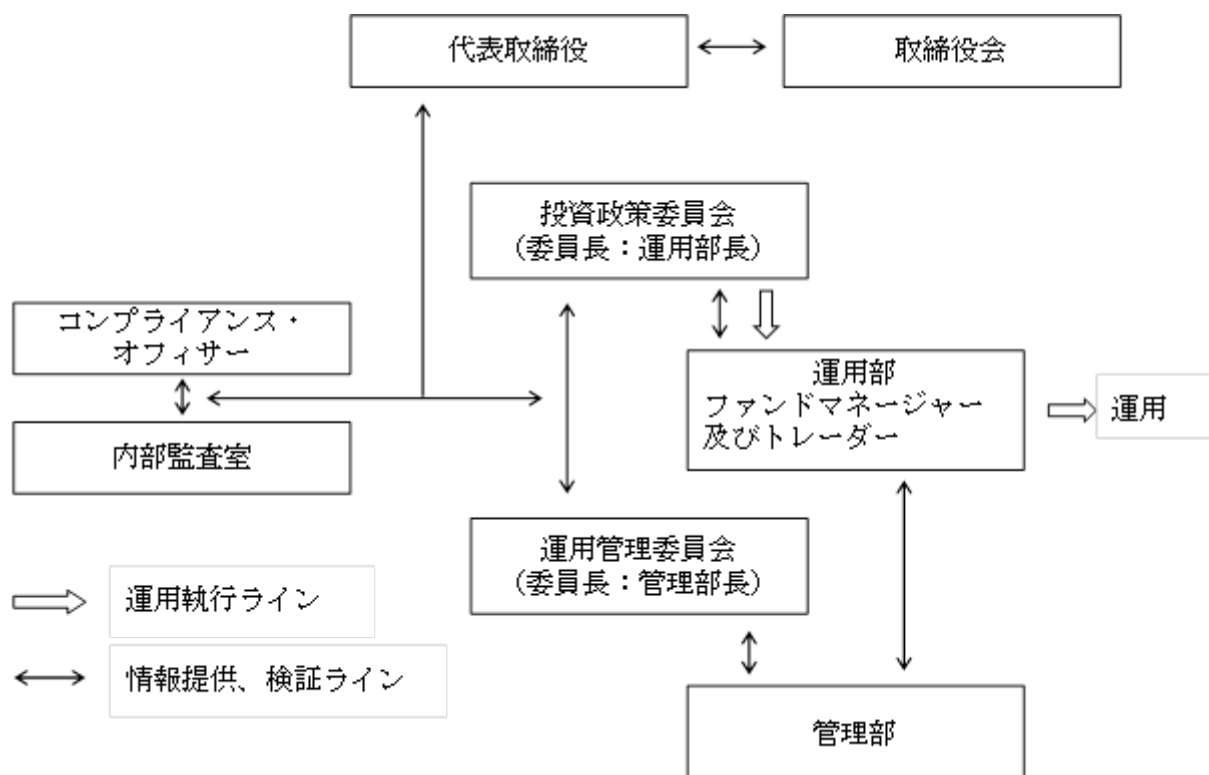 代表取締役
取締役会
投資政策委員会
(委員長：運用部長)
コンプライアンス・
オフィサー
運用部
ファンドマネージャー
及びトレーダー
運用
内部監査室
運用管理委員会
(委員長：管理部長)
運用執行ライン
情報提供、検証ライン
管理部